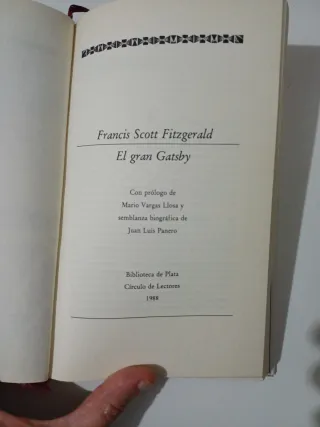 Francis Scott Fitzgerald
El gran Gatsby
Con prólogo de
Mario Vargas Llosa y
semblanza biográfica de
Juan Luis Panero
Biblioteca de Plata
Círculo de Lectores
1988